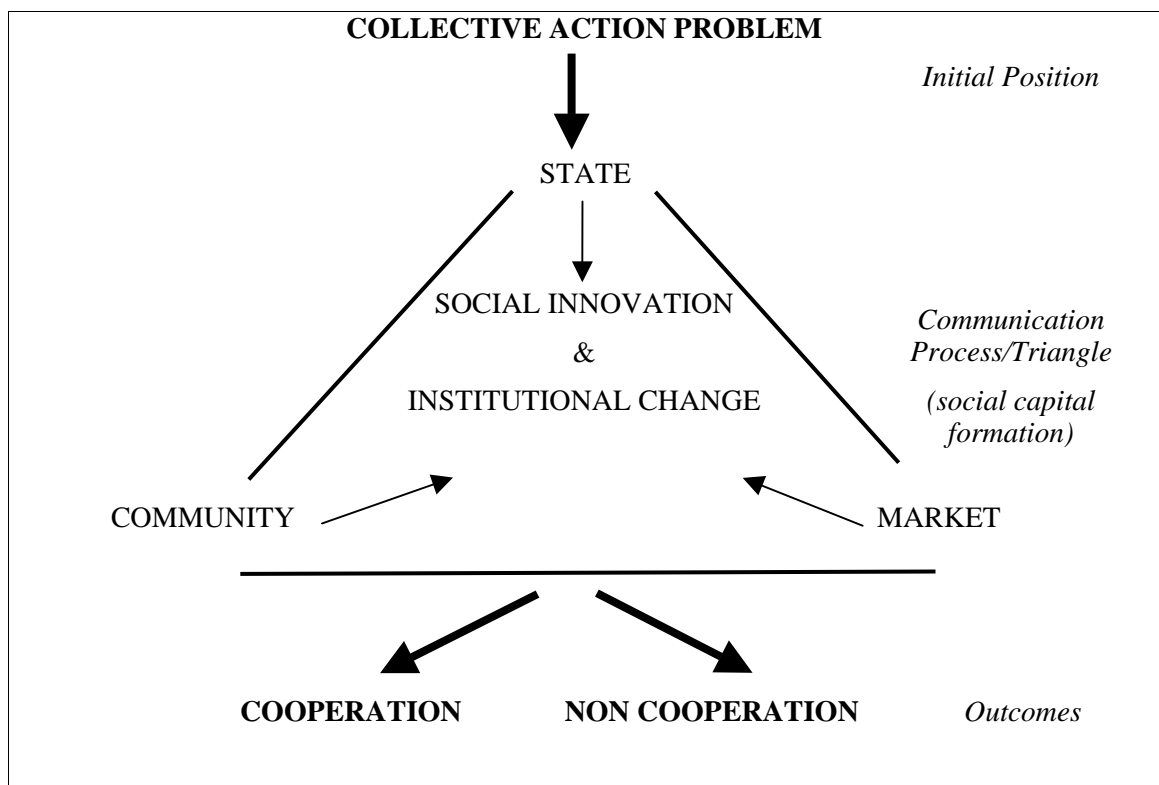 COLLECTIVE ACTION PROBLEM
Initial Position
STATE
SOCIAL INNOVATION
&
INSTITUTIONAL CHANGE
Communication
Process/Triangle
(social capital
formation)
COMMUNITY
MARKET
COOPERATION
NON COOPERATION
Outcomes